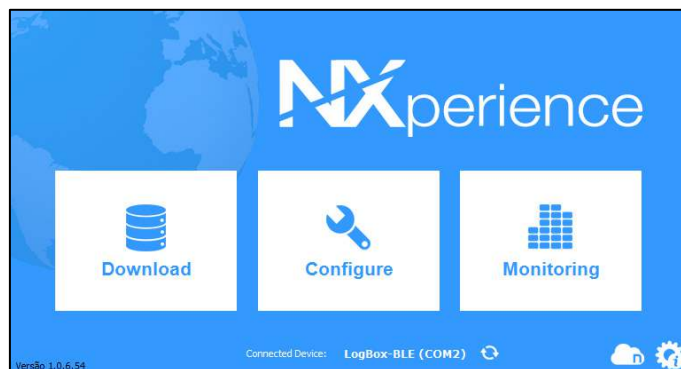 NXperience
Download
Configure
Monitoring
Connected Device: LogBox-BLE (COM2)
n
i
Versão 1.0.6.54